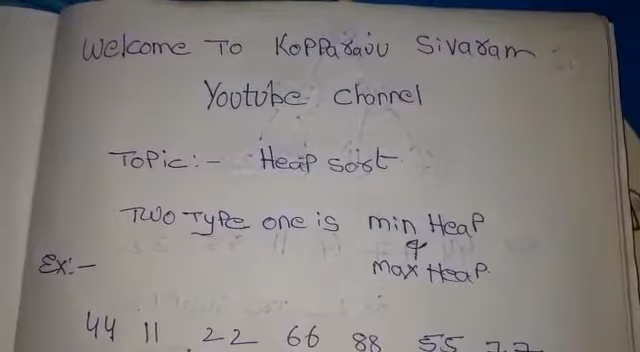 Welcome To Kopparavu Sivaram
Youtube channel
Topic:- Heap sort
Two Type one is min Heap
&
max Heap.
Ex:-
44 11 22 66 88 55 77